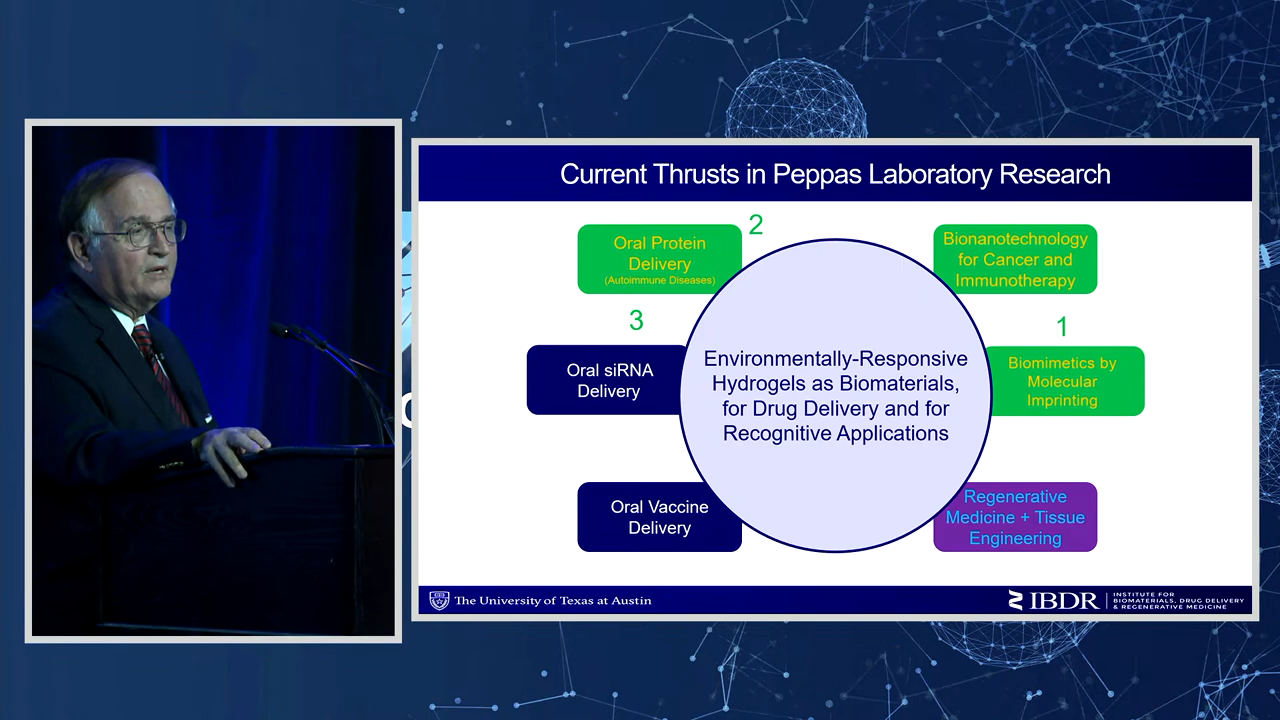 Current Thrusts in Peppas Laboratory Research
2
Oral Protein
Delivery
(Autoimmune Diseases)
Bionanotechnology
for Cancer and
Immunotherapy
3
1
Oral siRNA
Delivery
Environmentally-Responsive
Hydrogels as Biomaterials,
for Drug Delivery and for
Recognitive Applications
Biomimetics by
Molecular
Imprinting
Oral Vaccine
Delivery
Regenerative
Medicine + Tissue
Engineering
The University of Texas at Austin
IBDR
INSTITUTE FOR
BIOMATERIALS, DRUG DELIVERY
& REGENERATIVE MEDICINE